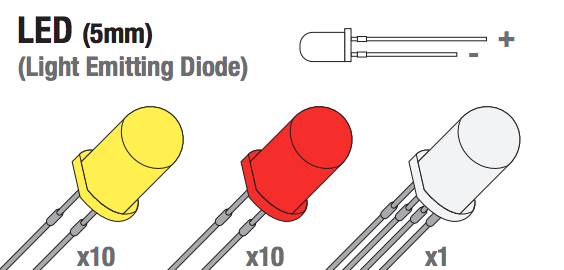 LED (5mm)
(Light Emitting Diode)
+
-
x10
x10
x1